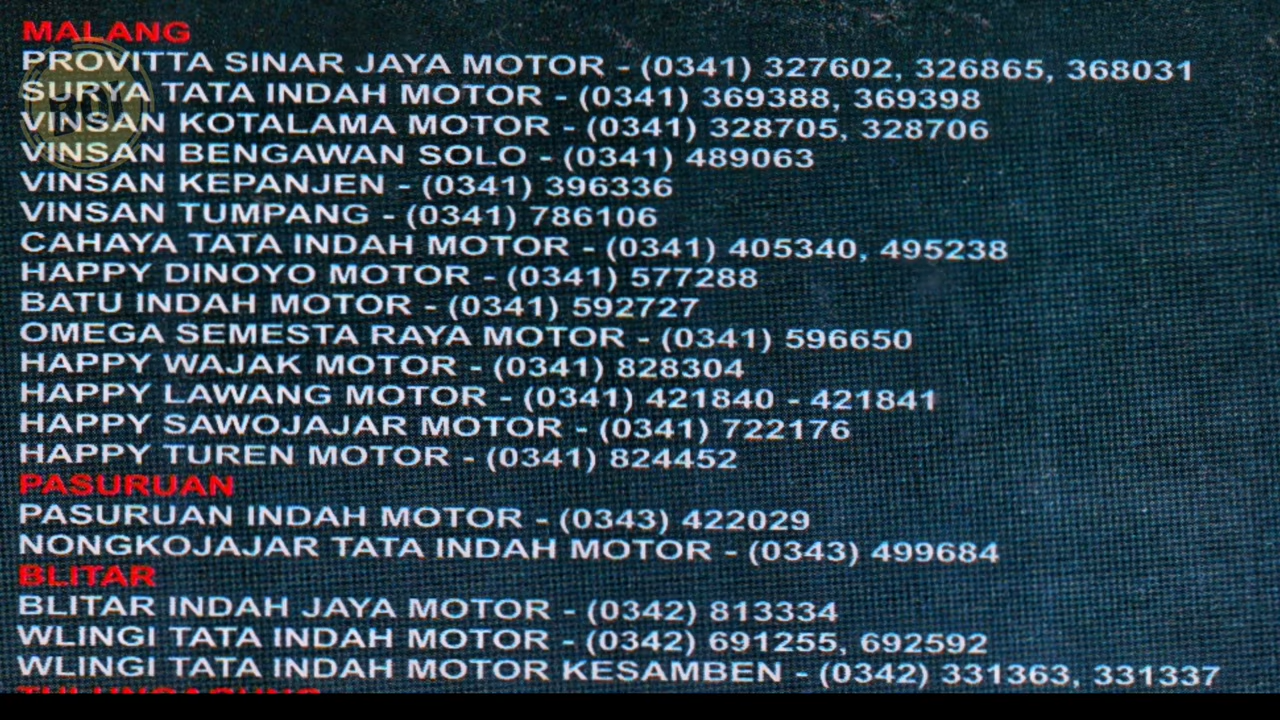 MALANG
PROVITTA SINAR JAYA MOTOR - (0341) 327602, 326865, 368031
SURYA TATA INDAH MOTOR - (0341) 369388, 369398
VINSAN KOTALAMA MOTOR - (0341) 328705, 328706
VINSAN BENGAWAN SOLO - (0341) 489063
VINSAN KEPANJEN - (0341) 396336
VINSAN TUMPANG - (0341) 786106
CAHAYA TATA INDAH MOTOR - (0341) 405340, 495238
HAPPY DINOYO MOTOR - (0341) 577288
BATU INDAH MOTOR - (0341) 592727
OMEGA SEMESTA RAYA MOTOR - (0341) 596650
HAPPY WAJAK MOTOR - (0341) 828304
HAPPY LAWANG MOTOR - (0341) 421840 - 421841
HAPPY SAWOJAJAR MOTOR - (0341) 722176
HAPPY TUREN MOTOR - (0341) 824452
PASURUAN
PASURUAN INDAH MOTOR - (0343) 422029
NONGKOJAJAR TATA INDAH MOTOR - (0343) 499684
BLITAR
BLITAR INDAH JAYA MOTOR - (0342) 813334
WLINGI TATA INDAH MOTOR - (0342) 691255, 692592
WLINGI TATA INDAH MOTOR KESAMBEN - (0342) 331363, 331337